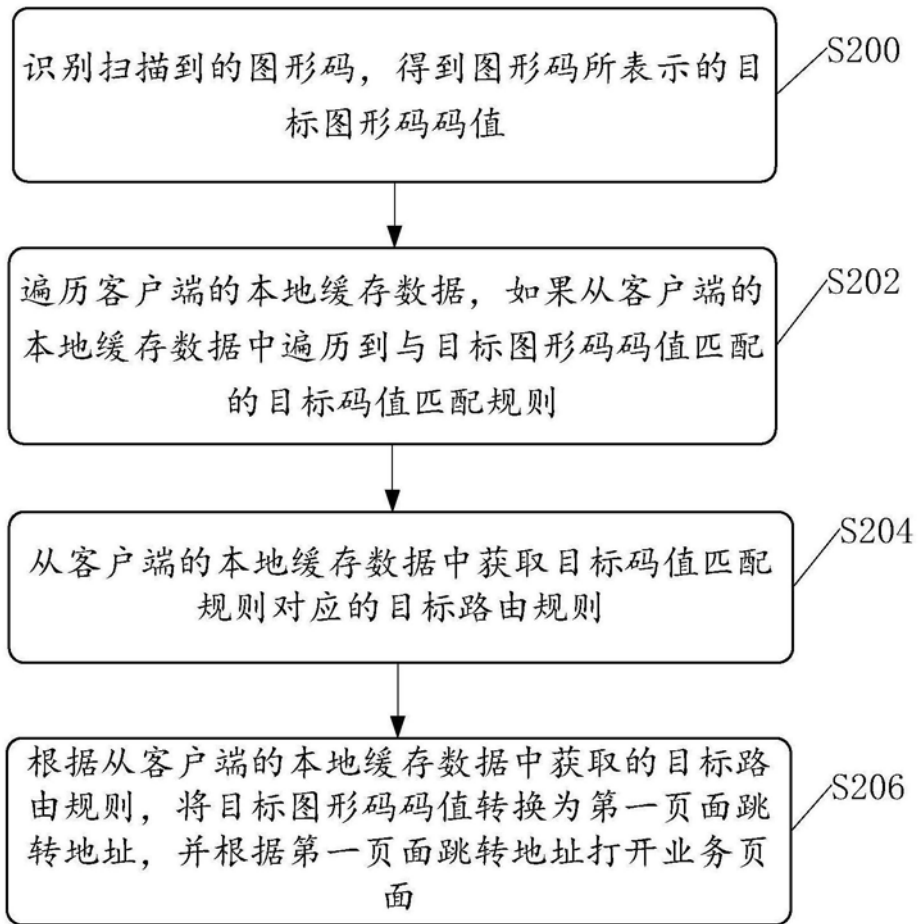 识别扫描到的图形码，得到图形码所表示的目
标图形码码值
S200
遍历客户端的本地缓存数据，如果从客户端的
本地缓存数据中遍历到与目标图形码码值匹配
的目标码值匹配规则
S202
从客户端的本地缓存数据中获取目标码值匹配
规则对应的目标路由规则
S204
根据从客户端的本地缓存数据中获取的目标路
由规则，将目标图形码码值转换为第一页面跳
转地址，并根据第一页面跳转地址打开业务页
面
S206